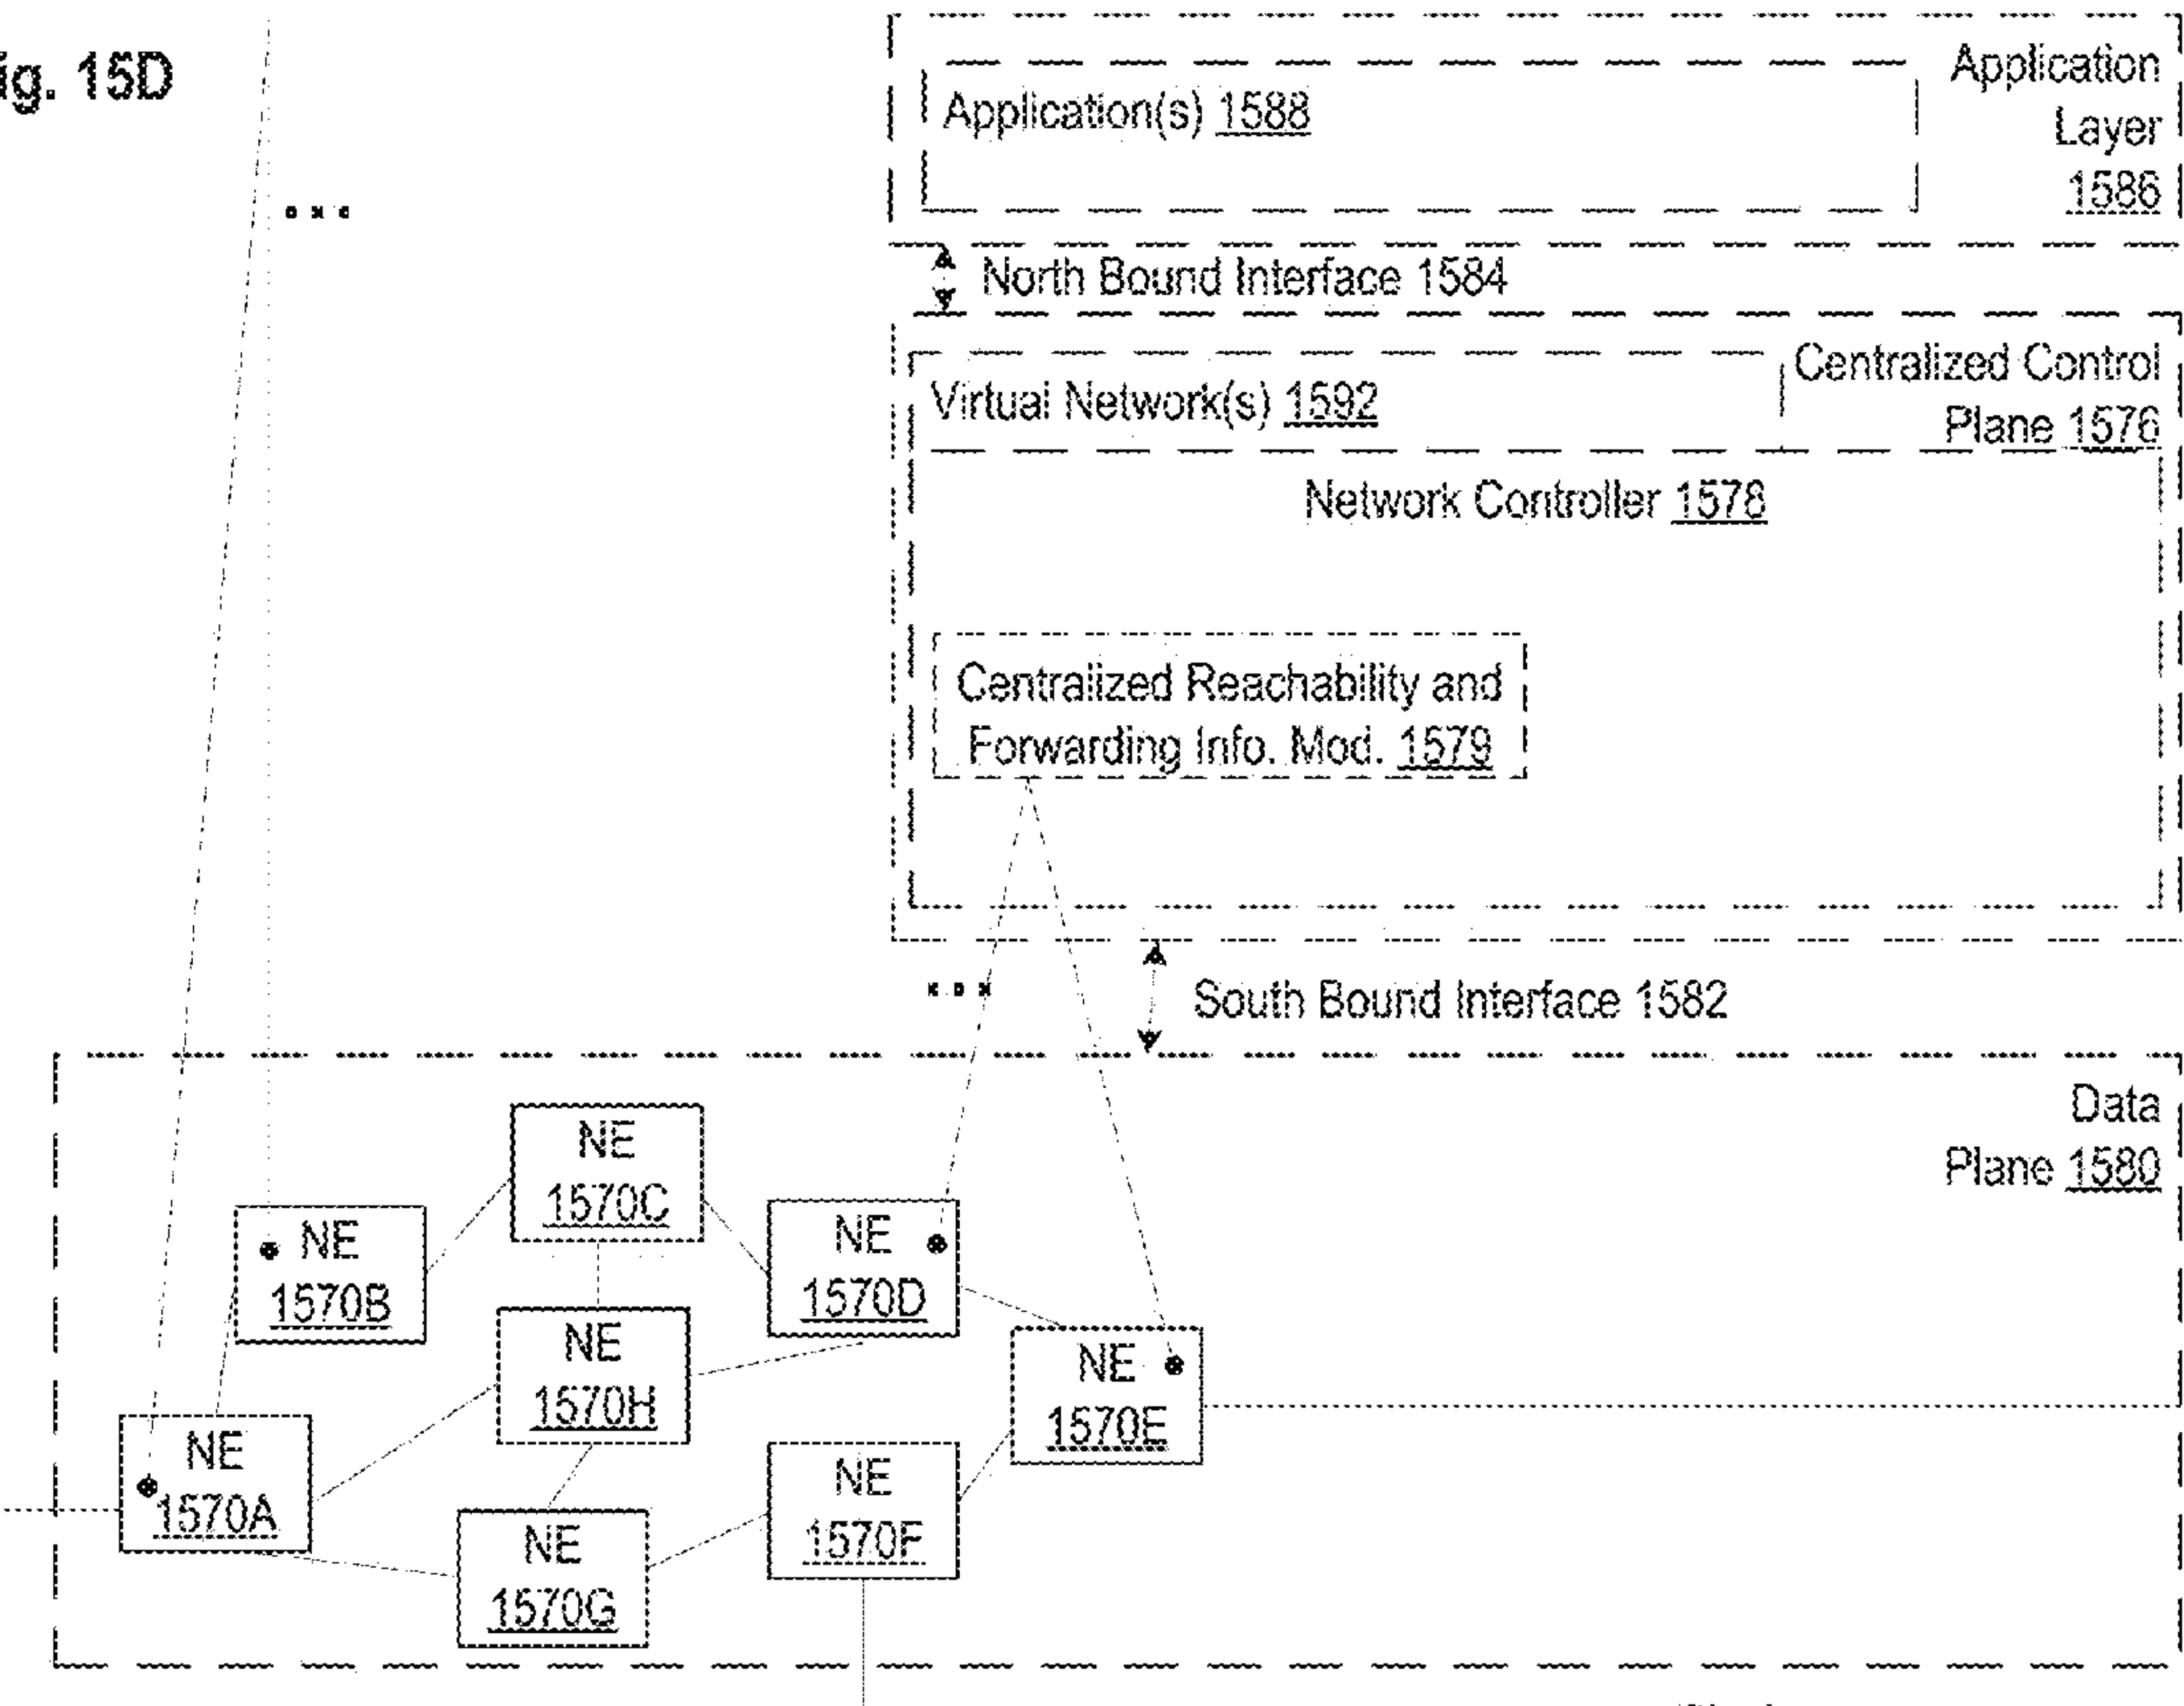 ig. 15D
Application
Layer
1586
Application(s) 1588
North Bound Interface 1584
Centralized Control
Plane 1576
Virtual Network(s) 1592
Network Controller 1578
Centralized Reachability and
Forwarding Info. Mod. 1579
South Bound Interface 1582
Data
Plane 1580
NE
1570C
NE
1570B
NE
1570D
NE
1570H
NE
1570E
NE
1570A
NE
1570F
NE
1570G